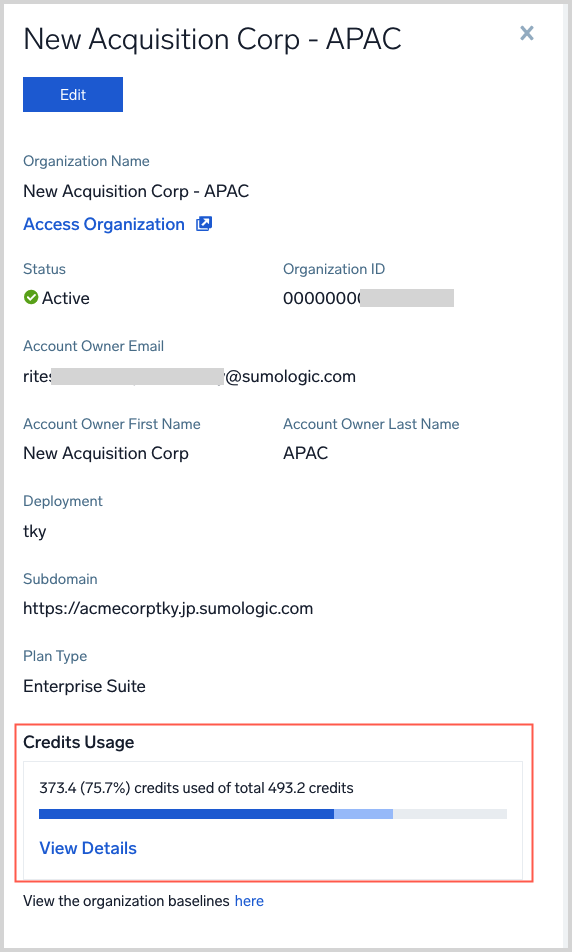 New Acquisition Corp - APAC
Edit
Organization Name
New Acquisition Corp - APAC
Access Organization
Status
Organization ID
Active
0000000
Account Owner Email
@sumologic.com
Account Owner First Name
Account Owner Last Name
New Acquisition Corp
APAC
Deployment
tky
Subdomain
https://acmecorptky.jp.sumologic.com
Plan Type
Enterprise Suite
Credits Usage
373.4 (75.7%) credits used of total 493.2 credits
View Details
View the organization baselines here